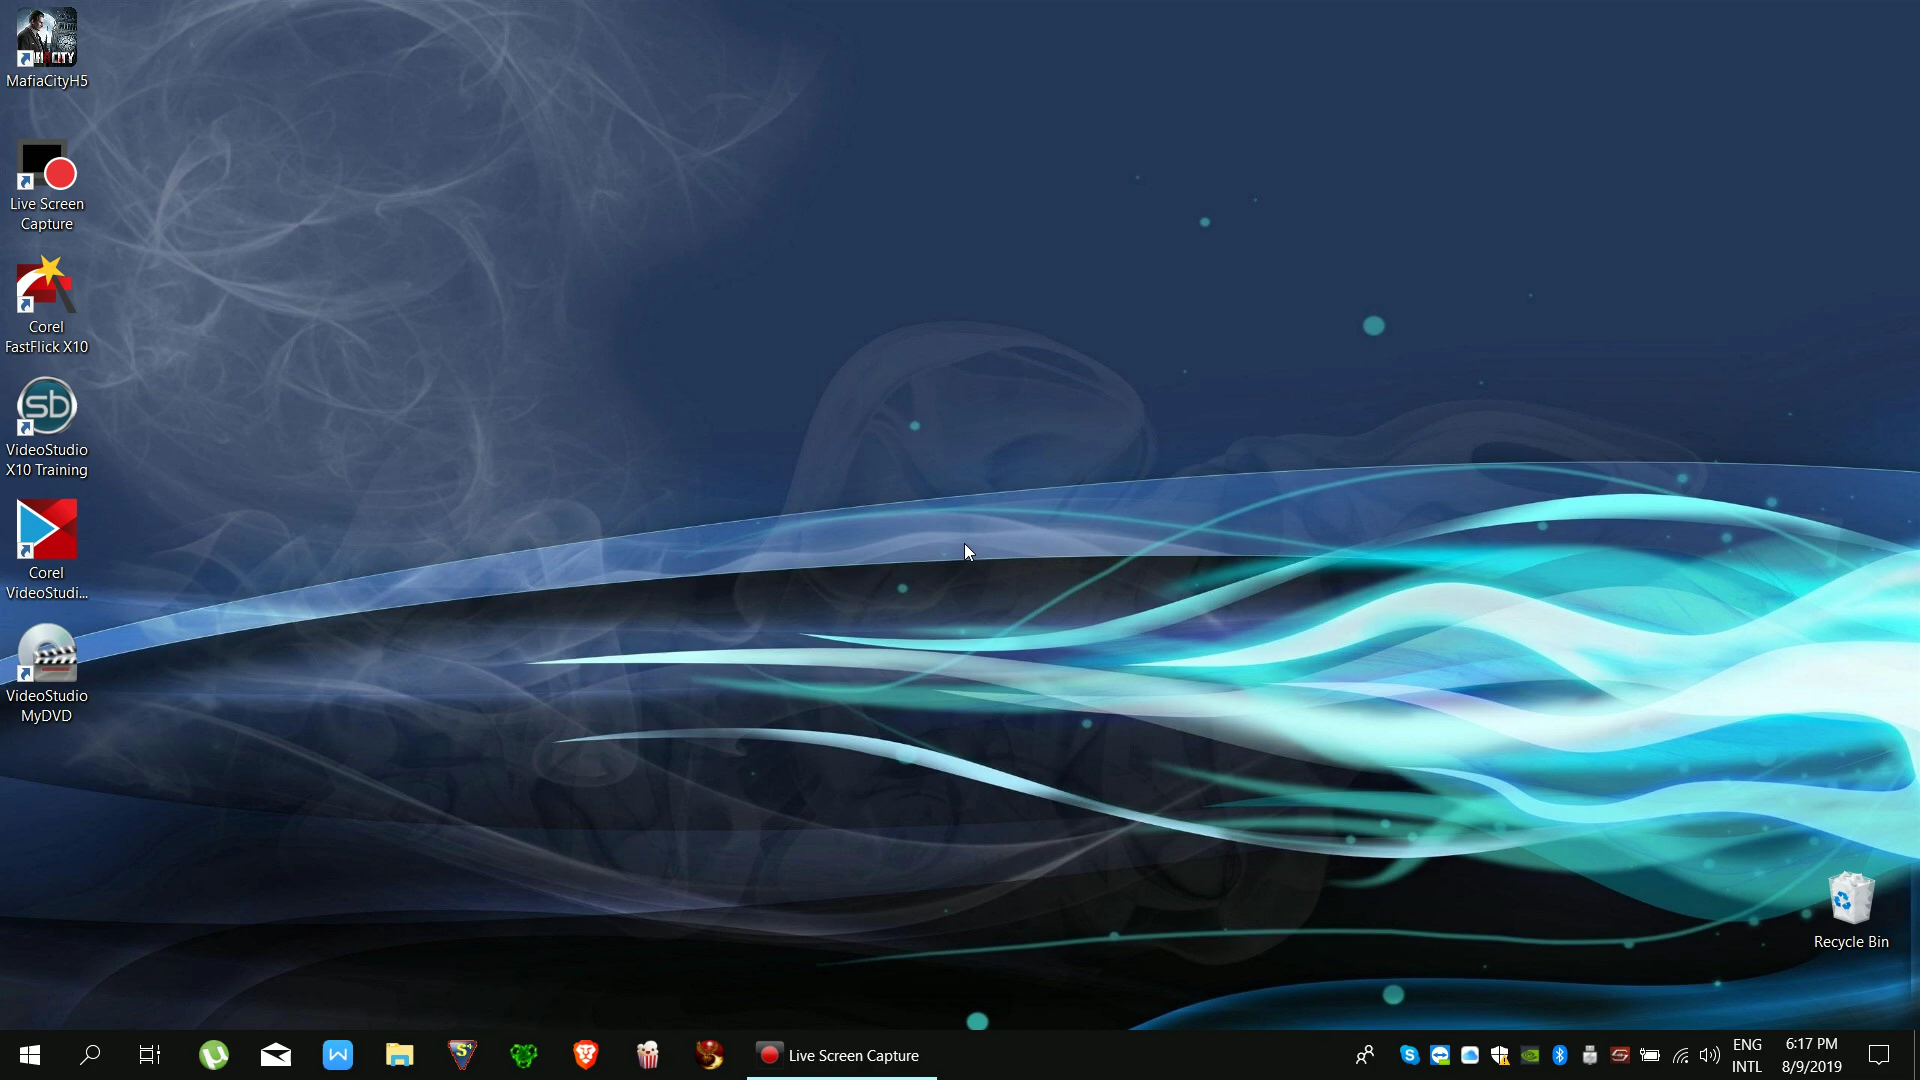 MafiaCityH5
Live Screen
Capture
Corel
FastFlick X10
sb
VideoStudio
X10 Training
Corel
VideoStudi...
VideoStudio
MyDVD
Recycle Bin
Live Screen Capture
ENG
INTL
6:17 PM
8/9/2019